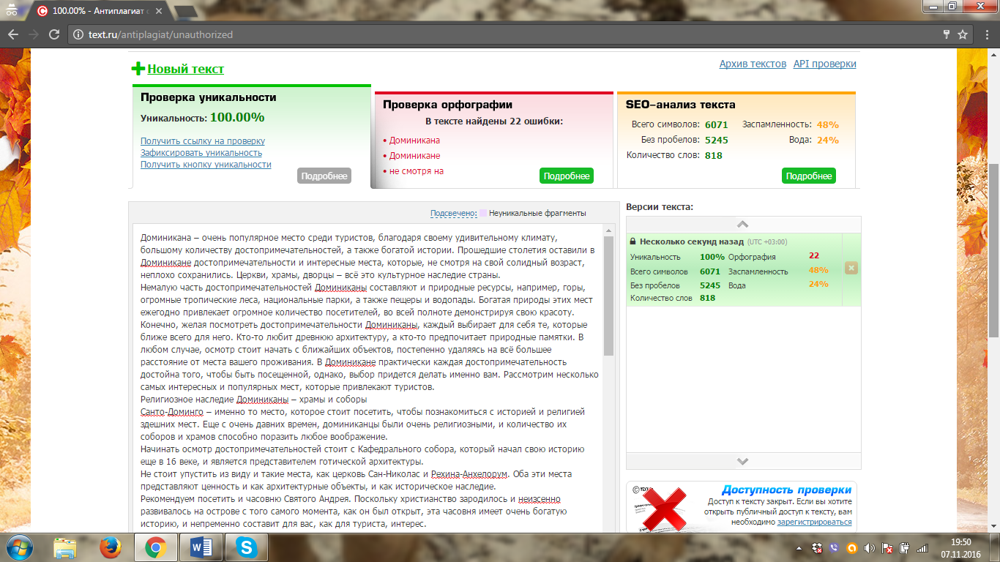 100.00% - Антиплагиат
text.ru/antiplagiat/unauthorized
Новый текст
Архив текстов API проверки
Проверка уникальности
Уникальность: 100.00%
Получить ссылку на проверку
Зафиксировать уникальность
Получить кнопку уникальности
Подробнее
Проверка орфографии
В тексте найдены 22 ошибки:
• Доминикана
• Доминикане
• не смотря на
Подробнее
SEO-анализ текста
Всего символов: 6071 Заспамленность: 48%
Без пробелов: 5245 Вода: 24%
Количество слов: 818
Подробнее
Подсвечено: Неуникальные фрагменты
Доминикана – очень популярное место среди туристов, благодаря своему удивительному климату,
большому количеству достопримечательностей, а также богатой истории. Прошедшие столетия оставили в
Доминикане достопримечательности и интересные места, которые, не смотря на свой солидный возраст,
неплохо сохранились. Церкви, храмы, дворцы – всё это культурное наследие страны.
Немалую часть достопримечательностей Доминиканы составляют и природные ресурсы, например, горы,
огромные тропические леса, национальные парки, а также пещеры и водопады. Богатая природы этих мест
ежегодно привлекает огромное количество посетителей, во всей полноте демонстрируя свою красоту.
Конечно, желая посмотреть достопримечательности Доминиканы, каждый выбирает для себя те, которые
ближе всего для него. Кто-то любит древнюю архитектуру, а кто-то предпочитает природные памятки. В
любом случае, осмотр стоит начать с ближайших объектов, постепенно удаляясь на всё большее
расстояние от места вашего проживания. В Доминикане практически каждая достопримечательность
достойна того, чтобы быть посещенной, однако, выбор придется делать именно вам. Рассмотрим несколько
самых интересных и популярных мест, которые привлекают туристов.
Религиозное наследие Доминиканы – храмы и соборы
Санто-Доминго – именно то место, которое стоит посетить, чтобы познакомиться с историей и религией
здешних мест. Еще с очень давних времен, доминиканцы были очень религиозными, и количество их
соборов и храмов способно поразить любое воображение.
Начинать осмотр достопримечательностей стоит с Кафедрального собора, который начал свою историю
еще в 16 веке, и является представителем готической архитектуры.
Не стоит упустить из виду и такие места, как церковь Сан-Николас и Рехина-Анхелорум. Оба эти места
представляют ценность и как архитектурные объекты, и как историческое наследие.
Рекомендуем посетить и часовню Святого Андрея. Поскольку христианство зародилось и неизсенно
развивалось на острове с того самого момента, как он был открыт, эта часовня имеет очень богатую
историю, и непременно составит для вас, как для туриста, интерес.
Версии текста:
Несколько секунд назад (UTC +03:00)
Уникальность 100% Орфография 22
Всего символов 6071 Заспамленность 48%
Без пробелов 5245 Вода 24%
Количество слов 818
Доступность проверки
Доступ к тексту закрыт. Если вы хотите
открыть публичный доступ к тексту, вам
необходимо зарегистрироваться
19:50
07.11.2016